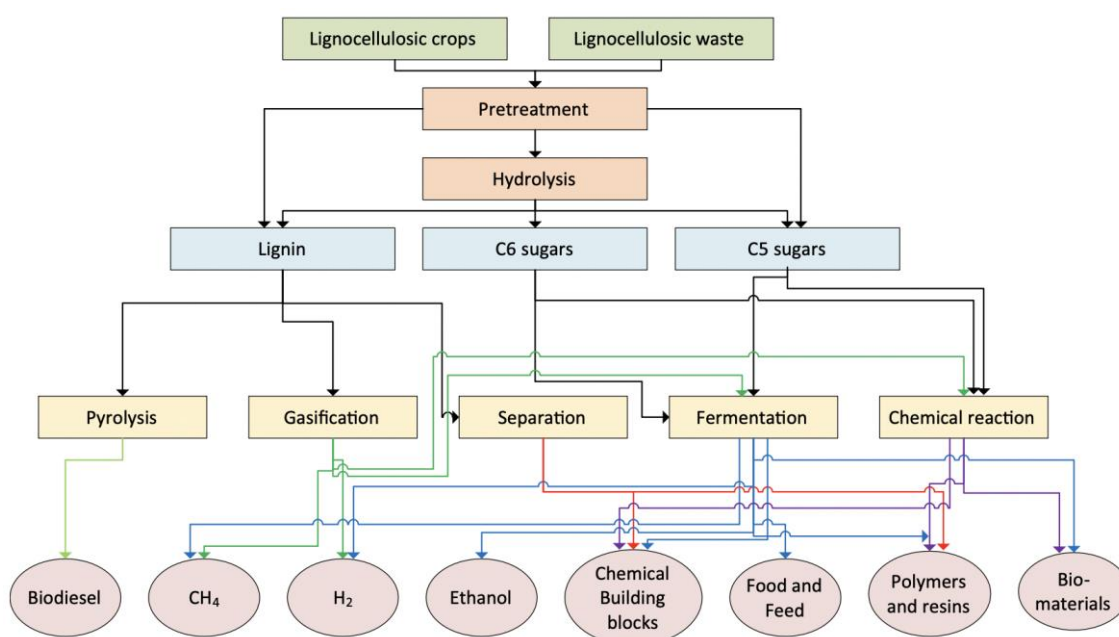 Lignocellulosic crops
Lignocellulosic waste
Pretreatment
Hydrolysis
Lignin
C6 sugars
C5 sugars
Pyrolysis
Gasification
Separation
Fermentation
Chemical reaction
Biodiesel
CH₄
H₂
Ethanol
Chemical
Building
blocks
Food and
Feed
Polymers
and resins
Bio-
materials